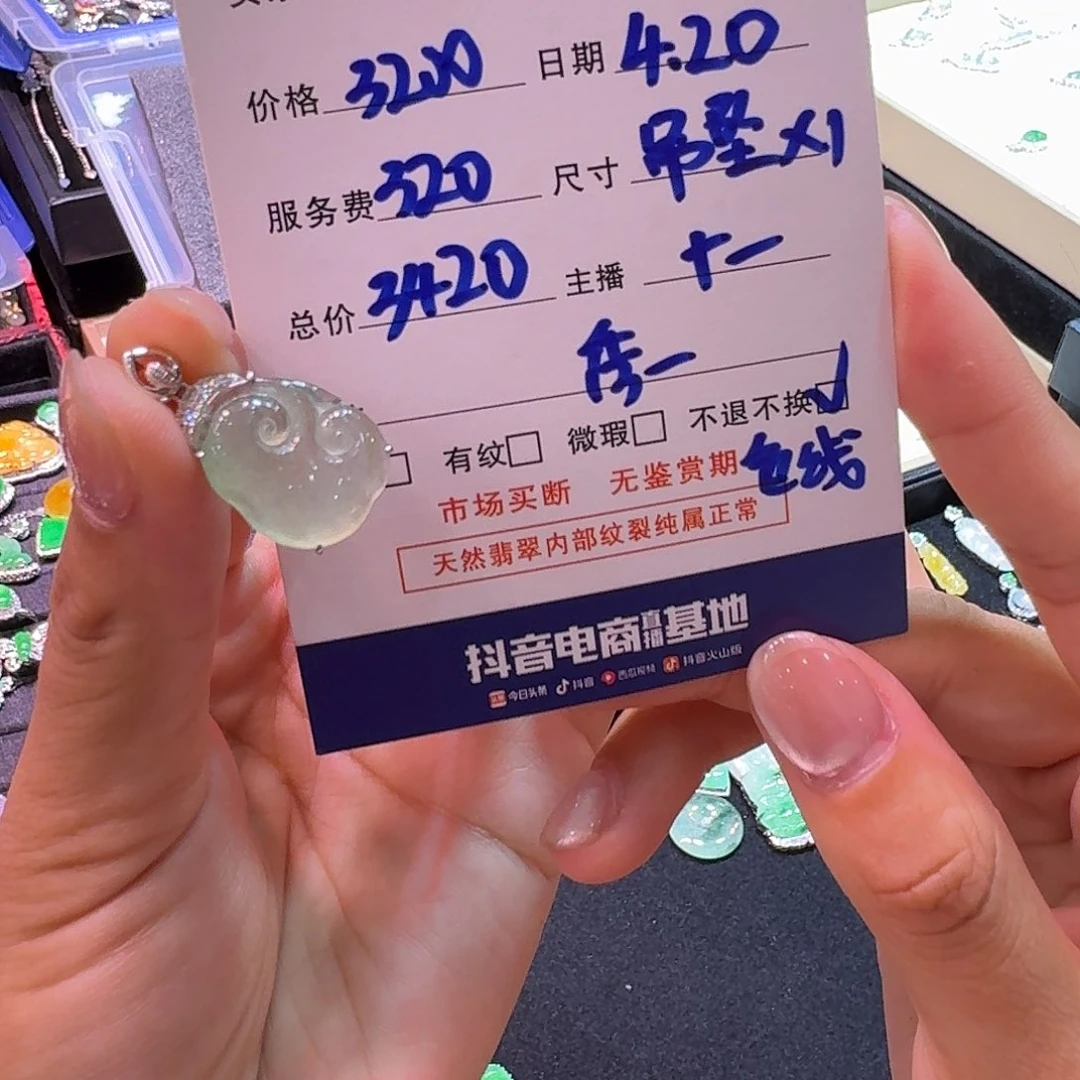 价格 3200 日期 4.20
服务费 320 尺寸 吊坠x1
总价 3420 主播 十一
有纹□ 微瑕□ 不退不换☑
市场买断 无鉴赏期
天然翡翠内部纹裂纯属正常
抖音电商直播基地
今日头条 抖音 西瓜视频 抖音火山版